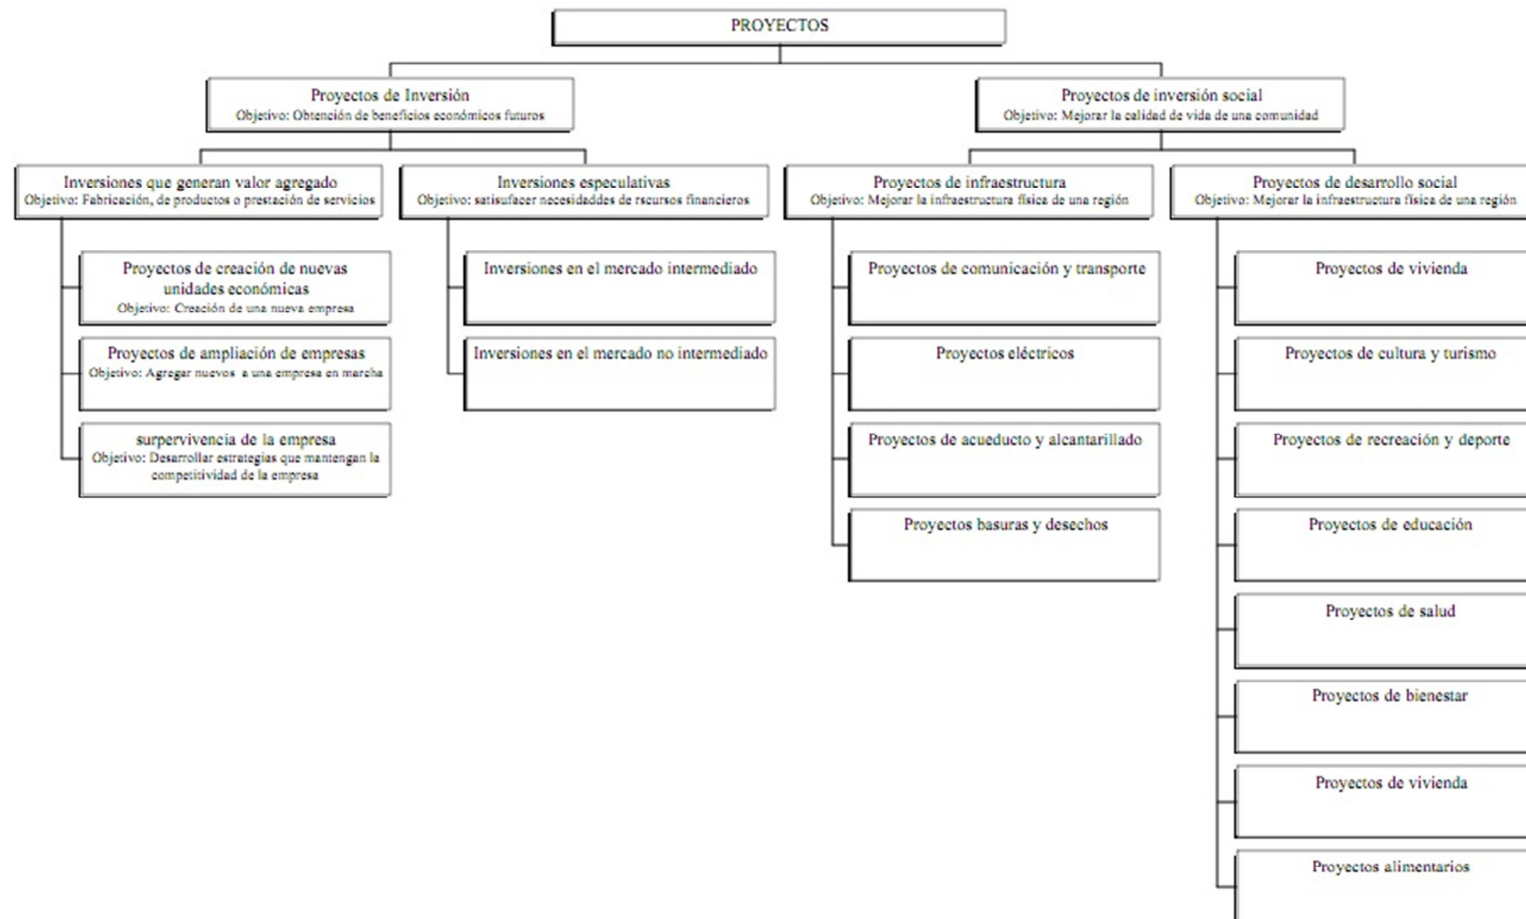 PROYECTOS
Proyectos de Inversión
Objetivo: Obtención de beneficios económicos futuros
Proyectos de inversión social
Objetivo: Mejorar la calidad de vida de una comunidad
Inversiones que generan valor agregado
Objetivo: Fabricación, de productos o prestación de servicios
Inversiones especulativas
Objetivo: satisufacer necesidaddes de rscursos financieros
Proyectos de infraestructura
Objetivo: Mejorar la infraestructura física de una región
Proyectos de desarrollo social
Objetivo: Mejorar la infraestructura física de una región
Proyectos de creación de nuevas
unidades económicas
Objetivo: Creación de una nueva empresa
Proyectos de ampliación de empresas
Objetivo: Agregar nuevos a una empresa en marcha
surpervivencia de la empresa
Objetivo: Desarrollar estrategias que mantengan la
competitividad de la empresa
Inversiones en el mercado intermediado
Inversiones en el mercado no intermediado
Proyectos de comunicación y transporte
Proyectos eléctricos
Proyectos de acueducto y alcantarillado
Proyectos basuras y desechos
Proyectos de vivienda
Proyectos de cultura y turismo
Proyectos de recreación y deporte
Proyectos de educación
Proyectos de salud
Proyectos de bienestar
Proyectos de vivienda
Proyectos alimentarios